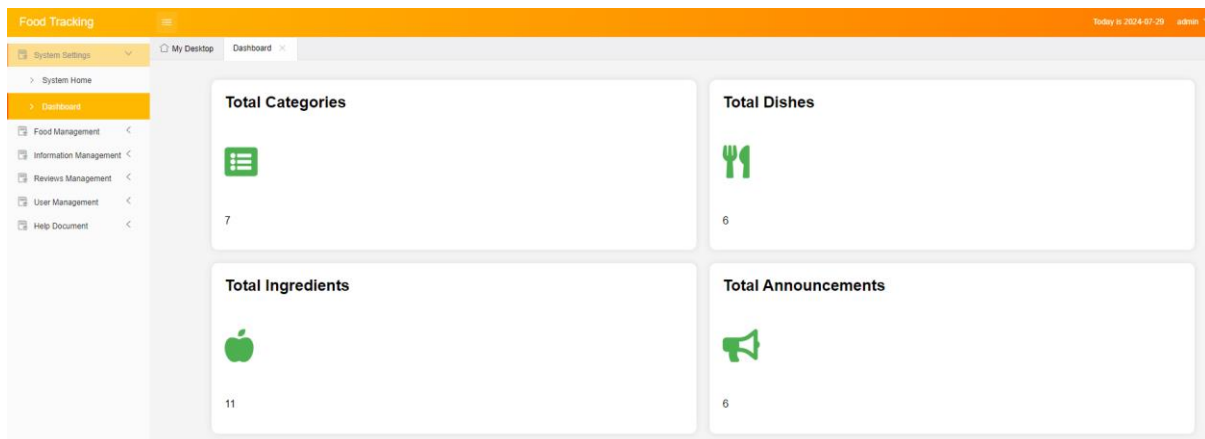 Food Tracking
Today is 2024-07-29 admin
System Settings
My Desktop Dashboard
System Home
Dashboard
Food Management
Information Management
Reviews Management
User Management
Help Document
Total Categories
7
Total Dishes
6
Total Ingredients
11
Total Announcements
6